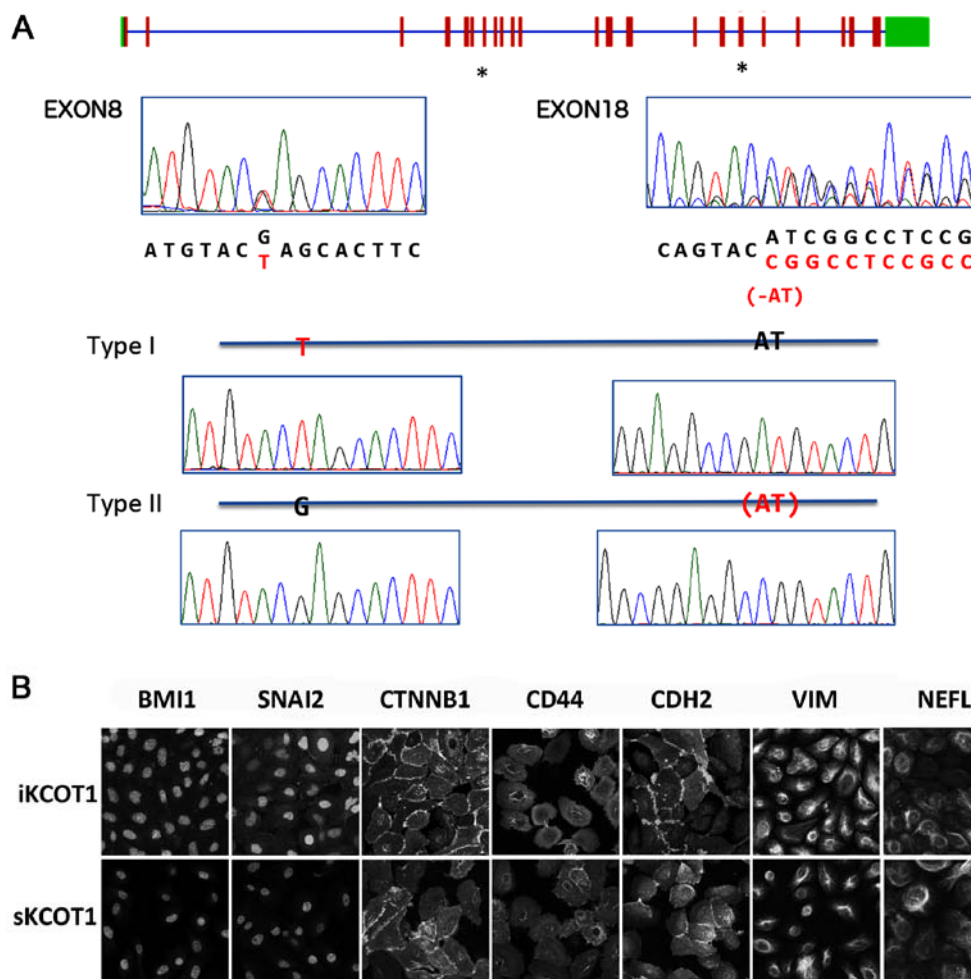 A
* *
EXON8 EXON18
G
ATGTAC AGCACTTC
T
CAGTAC ATCGGCCTCCG
CGGCCTCCGCC
(-AT)
Type I T AT
Type II G (AT)
B
BMI1 SNAI2 CTNNB1 CD44 CDH2 VIM NEFL
iKCOT1
sKCOT1